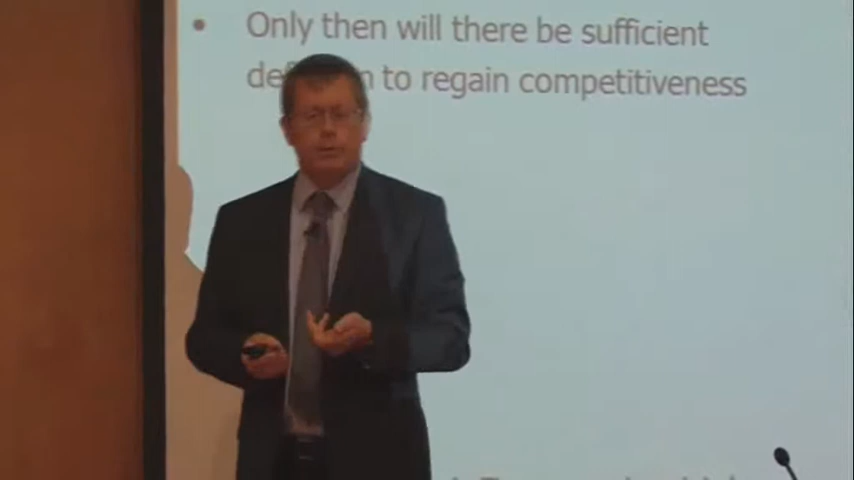 • Only then will there be sufficient
to regain competitiveness